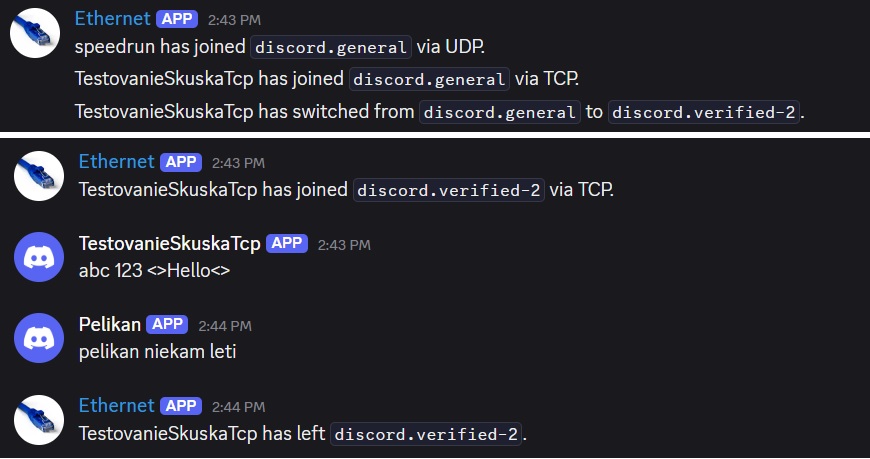 Ethernet APP 2:43 PM
speedrun has joined discord.general via UDP.
TestovanieSkuskaTcp has joined discord.general via TCP.
TestovanieSkuskaTcp has switched from discord.general to discord.verified-2.
Ethernet APP 2:43 PM
TestovanieSkuskaTcp has joined discord.verified-2 via TCP.
TestovanieSkuskaTcp APP 2:43 PM
abc 123 <>Hello<>
Pelikan APP 2:44 PM
pelikan niekam leti
Ethernet APP 2:44 PM
TestovanieSkuskaTcp has left discord.verified-2.